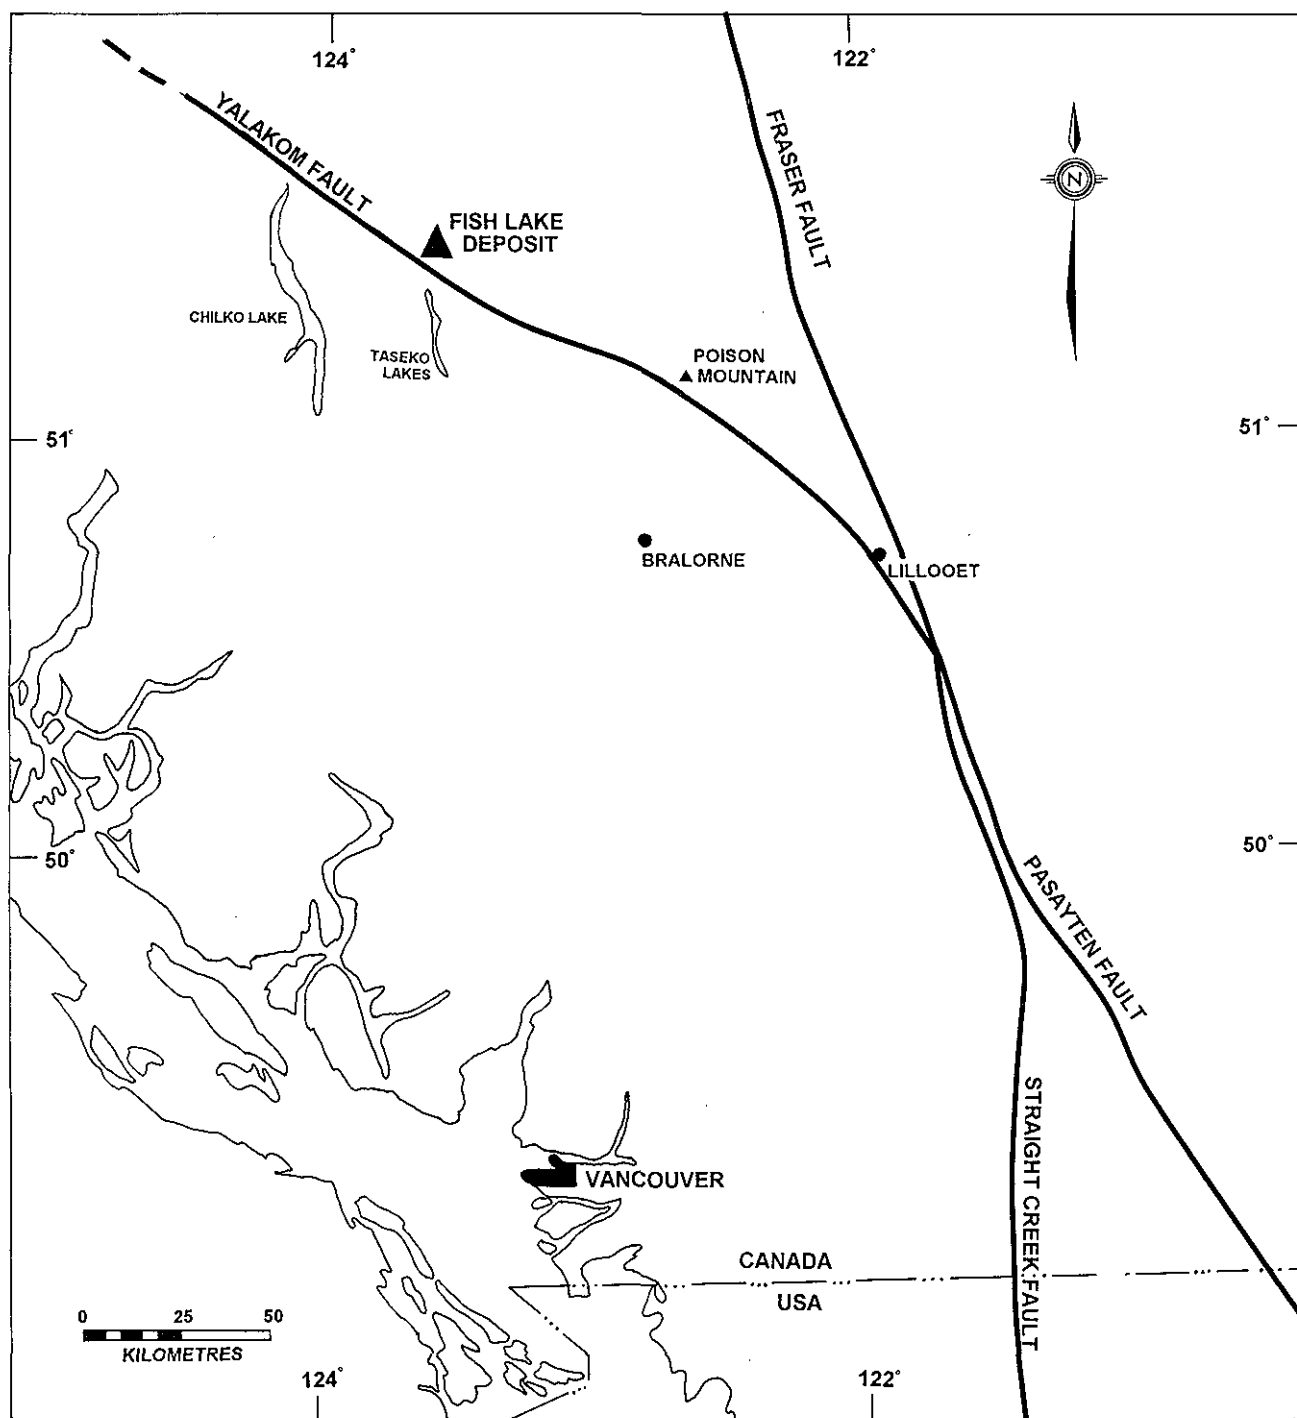 124°
122°
YALAKOM FAULT
FRASER FAULT
N
FISH LAKE
DEPOSIT
CHILKO LAKE
TASEKO
LAKES
POISON
MOUNTAIN
51°
51°
BRALORNE
LILLOOET
50°
50°
PASAYTEN FAULT
STRAIGHT CREEK FAULT
VANCOUVER
CANADA
USA
0 25 50
KILOMETRES
124°
122°